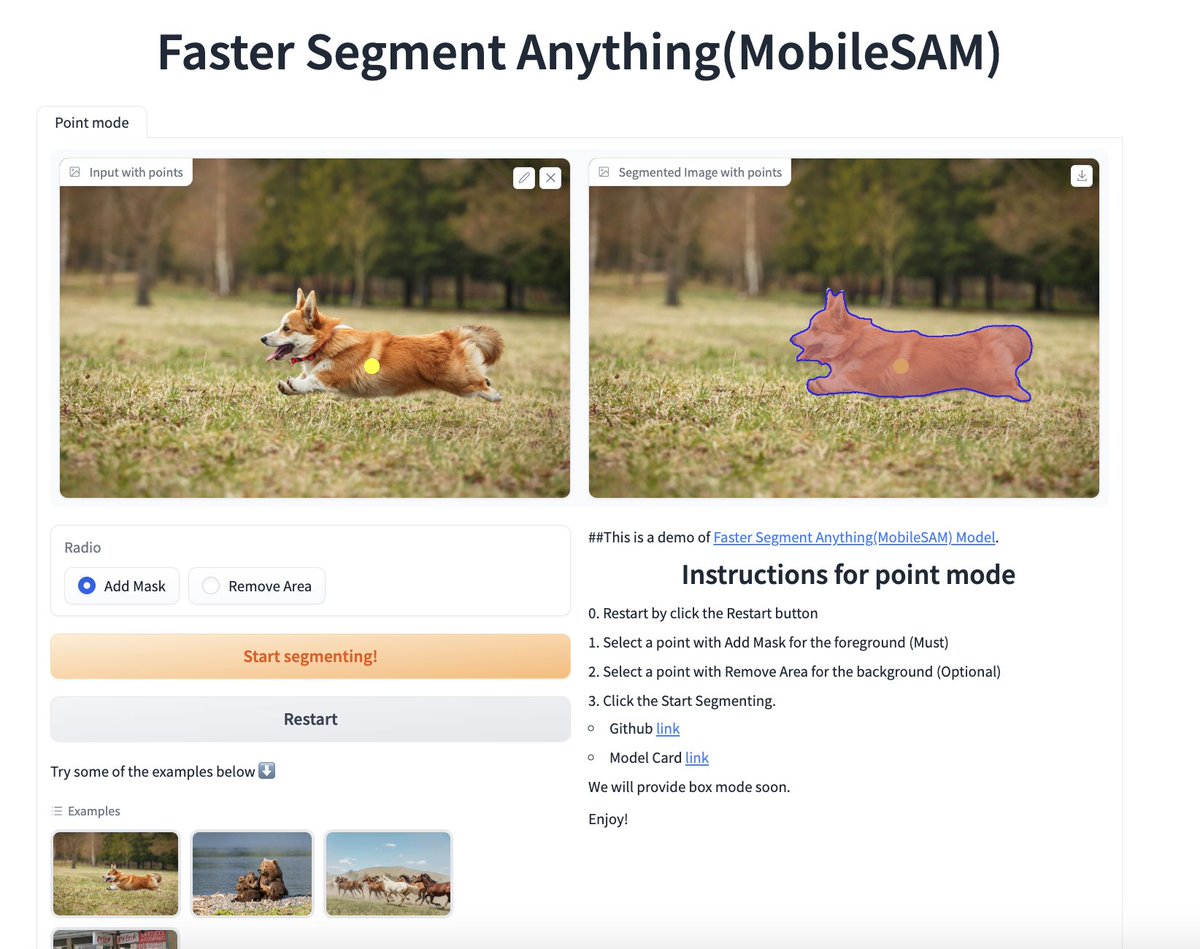 Faster Segment Anything(MobileSAM)
Point mode
Input with points
Segmented Image with points
Radio
Add Mask
Remove Area
Start segmenting!
Restart
Try some of the examples below ⬇️
Examples
##This is a demo of Faster Segment Anything(MobileSAM) Model.
Instructions for point mode
0. Restart by click the Restart button
1. Select a point with Add Mask for the foreground (Must)
2. Select a point with Remove Area for the background (Optional)
3. Click the Start Segmenting.
Github link
Model Card link
We will provide box mode soon.
Enjoy!